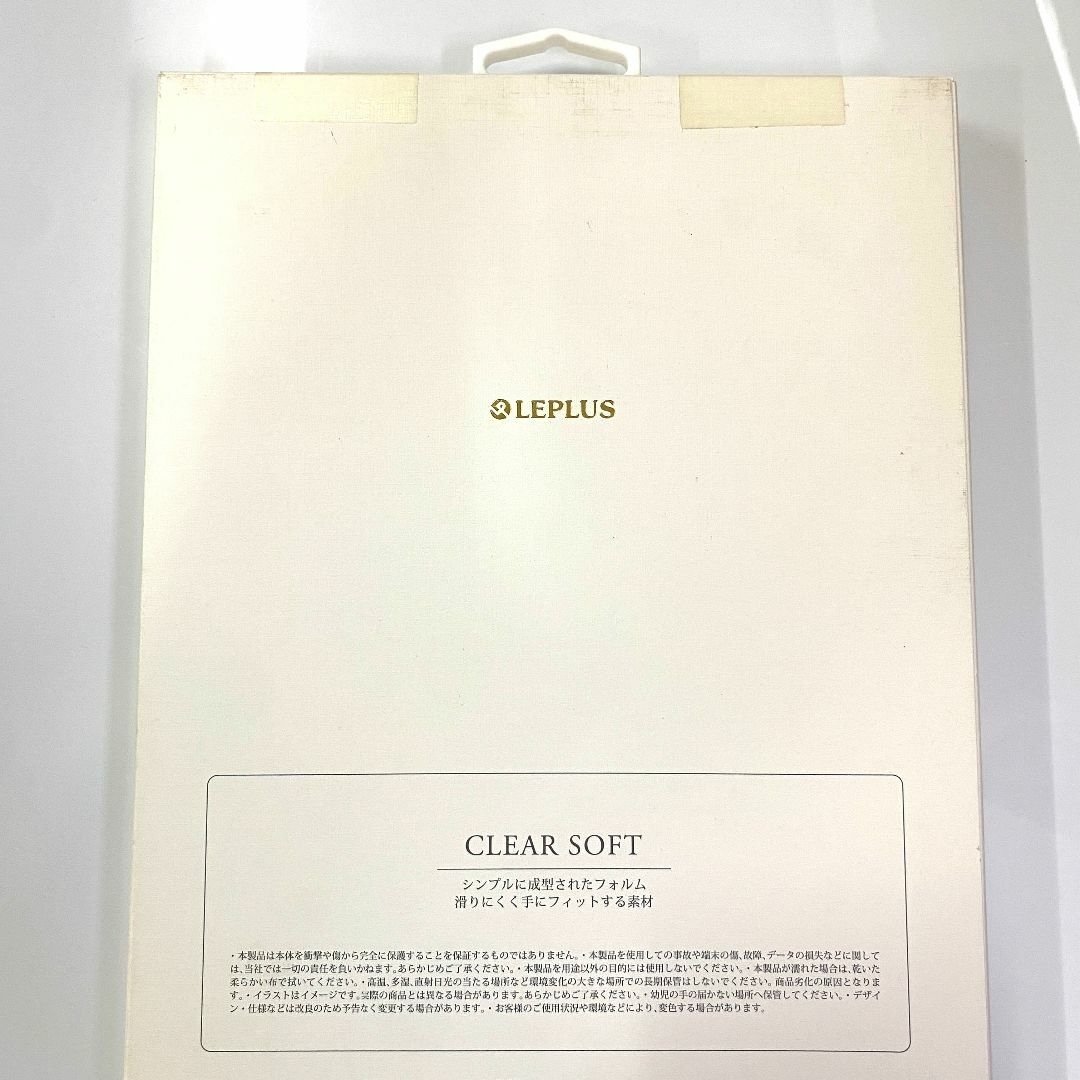 LEPLUS
CLEAR SOFT
シンプルに成型されたフォルム
滑りにくく手にフィットする素材
・本製品は本体を衝撃や傷から完全に保護することを保証するものではありません。・本製品を使用しての事故や端末の傷、故障、データの損失などに関して
は、当社では一切の責任を良いかねます。あらかじめご了承ください。・本製品を用途以外の目的には使用しないでください。・本製品が濡れた場合は、乾いた
柔らかい布で拭いてください。・高温、多湿、直射日光の当たる場所など環境変化の大きな場所での長期保管はしないでください。商品劣化の原因となりま
す。・イラストはイメージです。実際の商品とは異なる場合があります。あらかじめご了承ください。・幼児の手の届かない場所へ保管してください。・デザイ
ン・仕様などは改良のため予告なく変更する場合があります。・お客様のご使用状況や環境などにより、変色する場合があります。